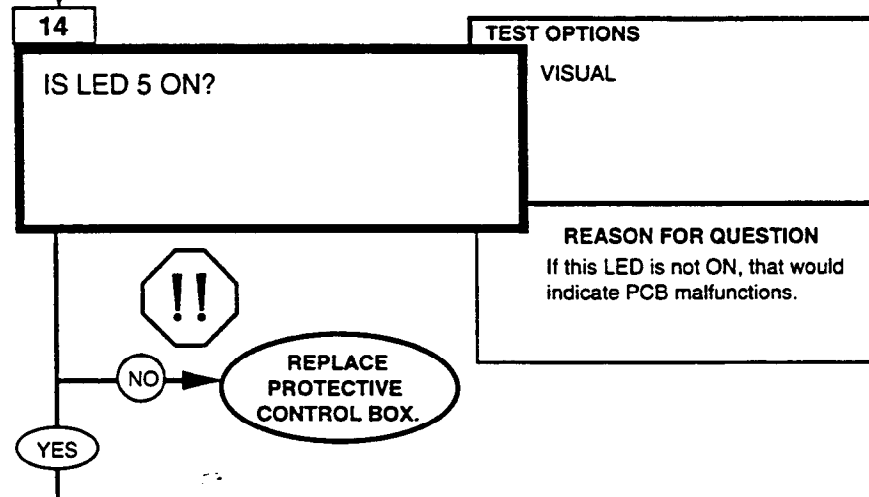 14
IS LED 5 ON?
TEST OPTIONS
VISUAL
REASON FOR QUESTION
If this LED is not ON, that would
indicate PCB malfunctions.
!!
NO
REPLACE
PROTECTIVE
CONTROL BOX.
YES